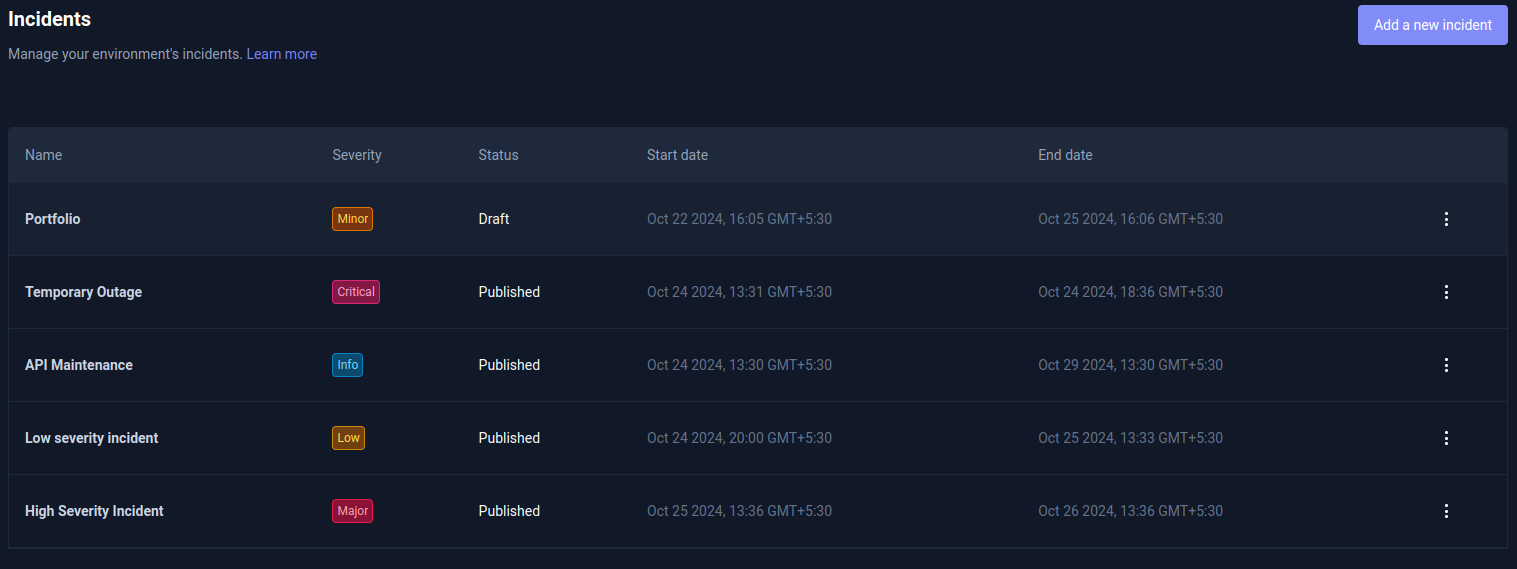 Incidents
Add a new incident
Manage your environment's incidents. Learn more
Name Severity Status Start date End date
Portfolio Minor Draft Oct 22 2024, 16:05 GMT+5:30 Oct 25 2024, 16:06 GMT+5:30
Temporary Outage Critical Published Oct 24 2024, 13:31 GMT+5:30 Oct 24 2024, 18:36 GMT+5:30
API Maintenance Info Published Oct 24 2024, 13:30 GMT+5:30 Oct 29 2024, 13:30 GMT+5:30
Low severity incident Low Published Oct 24 2024, 20:00 GMT+5:30 Oct 25 2024, 13:33 GMT+5:30
High Severity Incident Major Published Oct 25 2024, 13:36 GMT+5:30 Oct 26 2024, 13:36 GMT+5:30